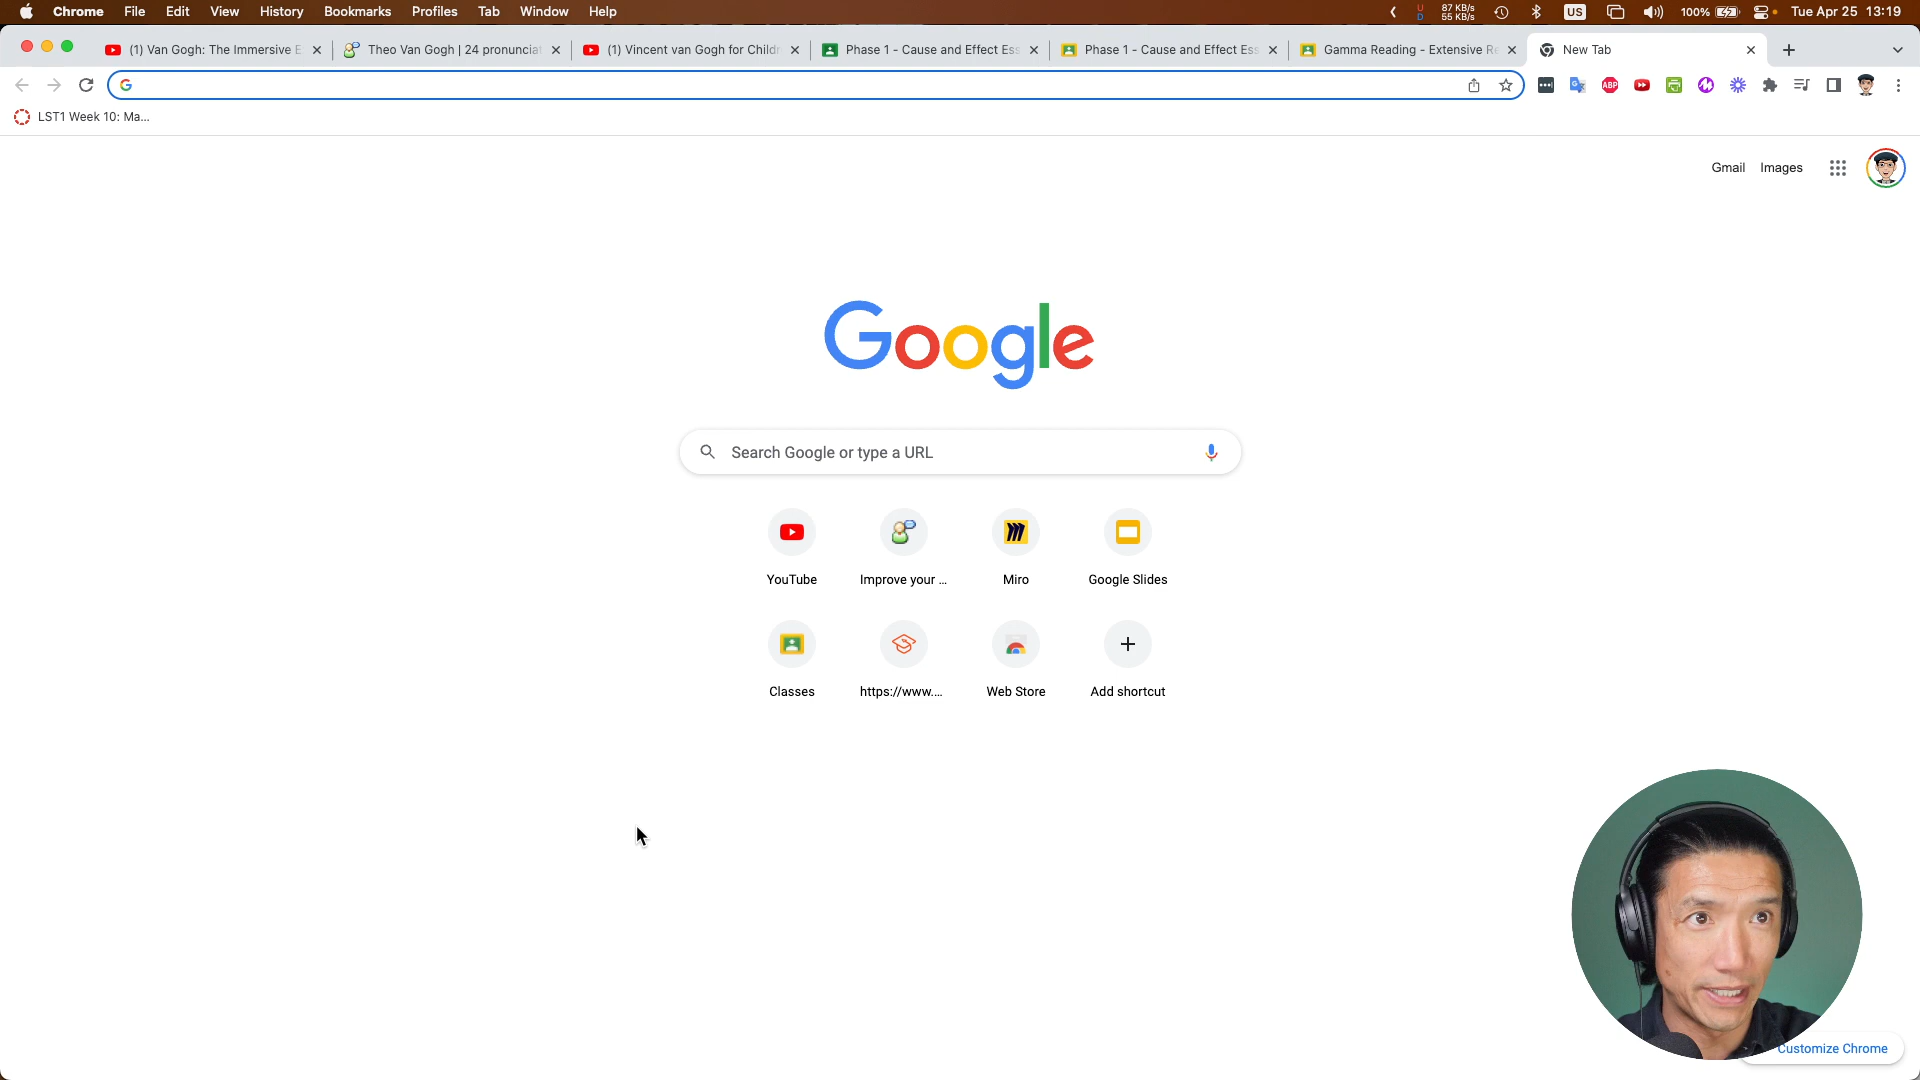 Chrome File Edit View History Bookmarks Profiles Tab Window Help
U 87 KB/s
D 55 KB/s
US 100% Tue Apr 25 13:19
(1) Van Gogh: The Immersive E
Theo Van Gogh | 24 pronunciat
(1) Vincent van Gogh for Childr
Phase 1 - Cause and Effect Ess
Phase 1 - Cause and Effect Ess
Gamma Reading - Extensive Re
New Tab
ABP
LST1 Week 10: Ma...
Gmail Images
Google
Search Google or type a URL
YouTube Improve your ... Miro Google Slides
Classes https://www.... Web Store Add shortcut
Customize Chrome